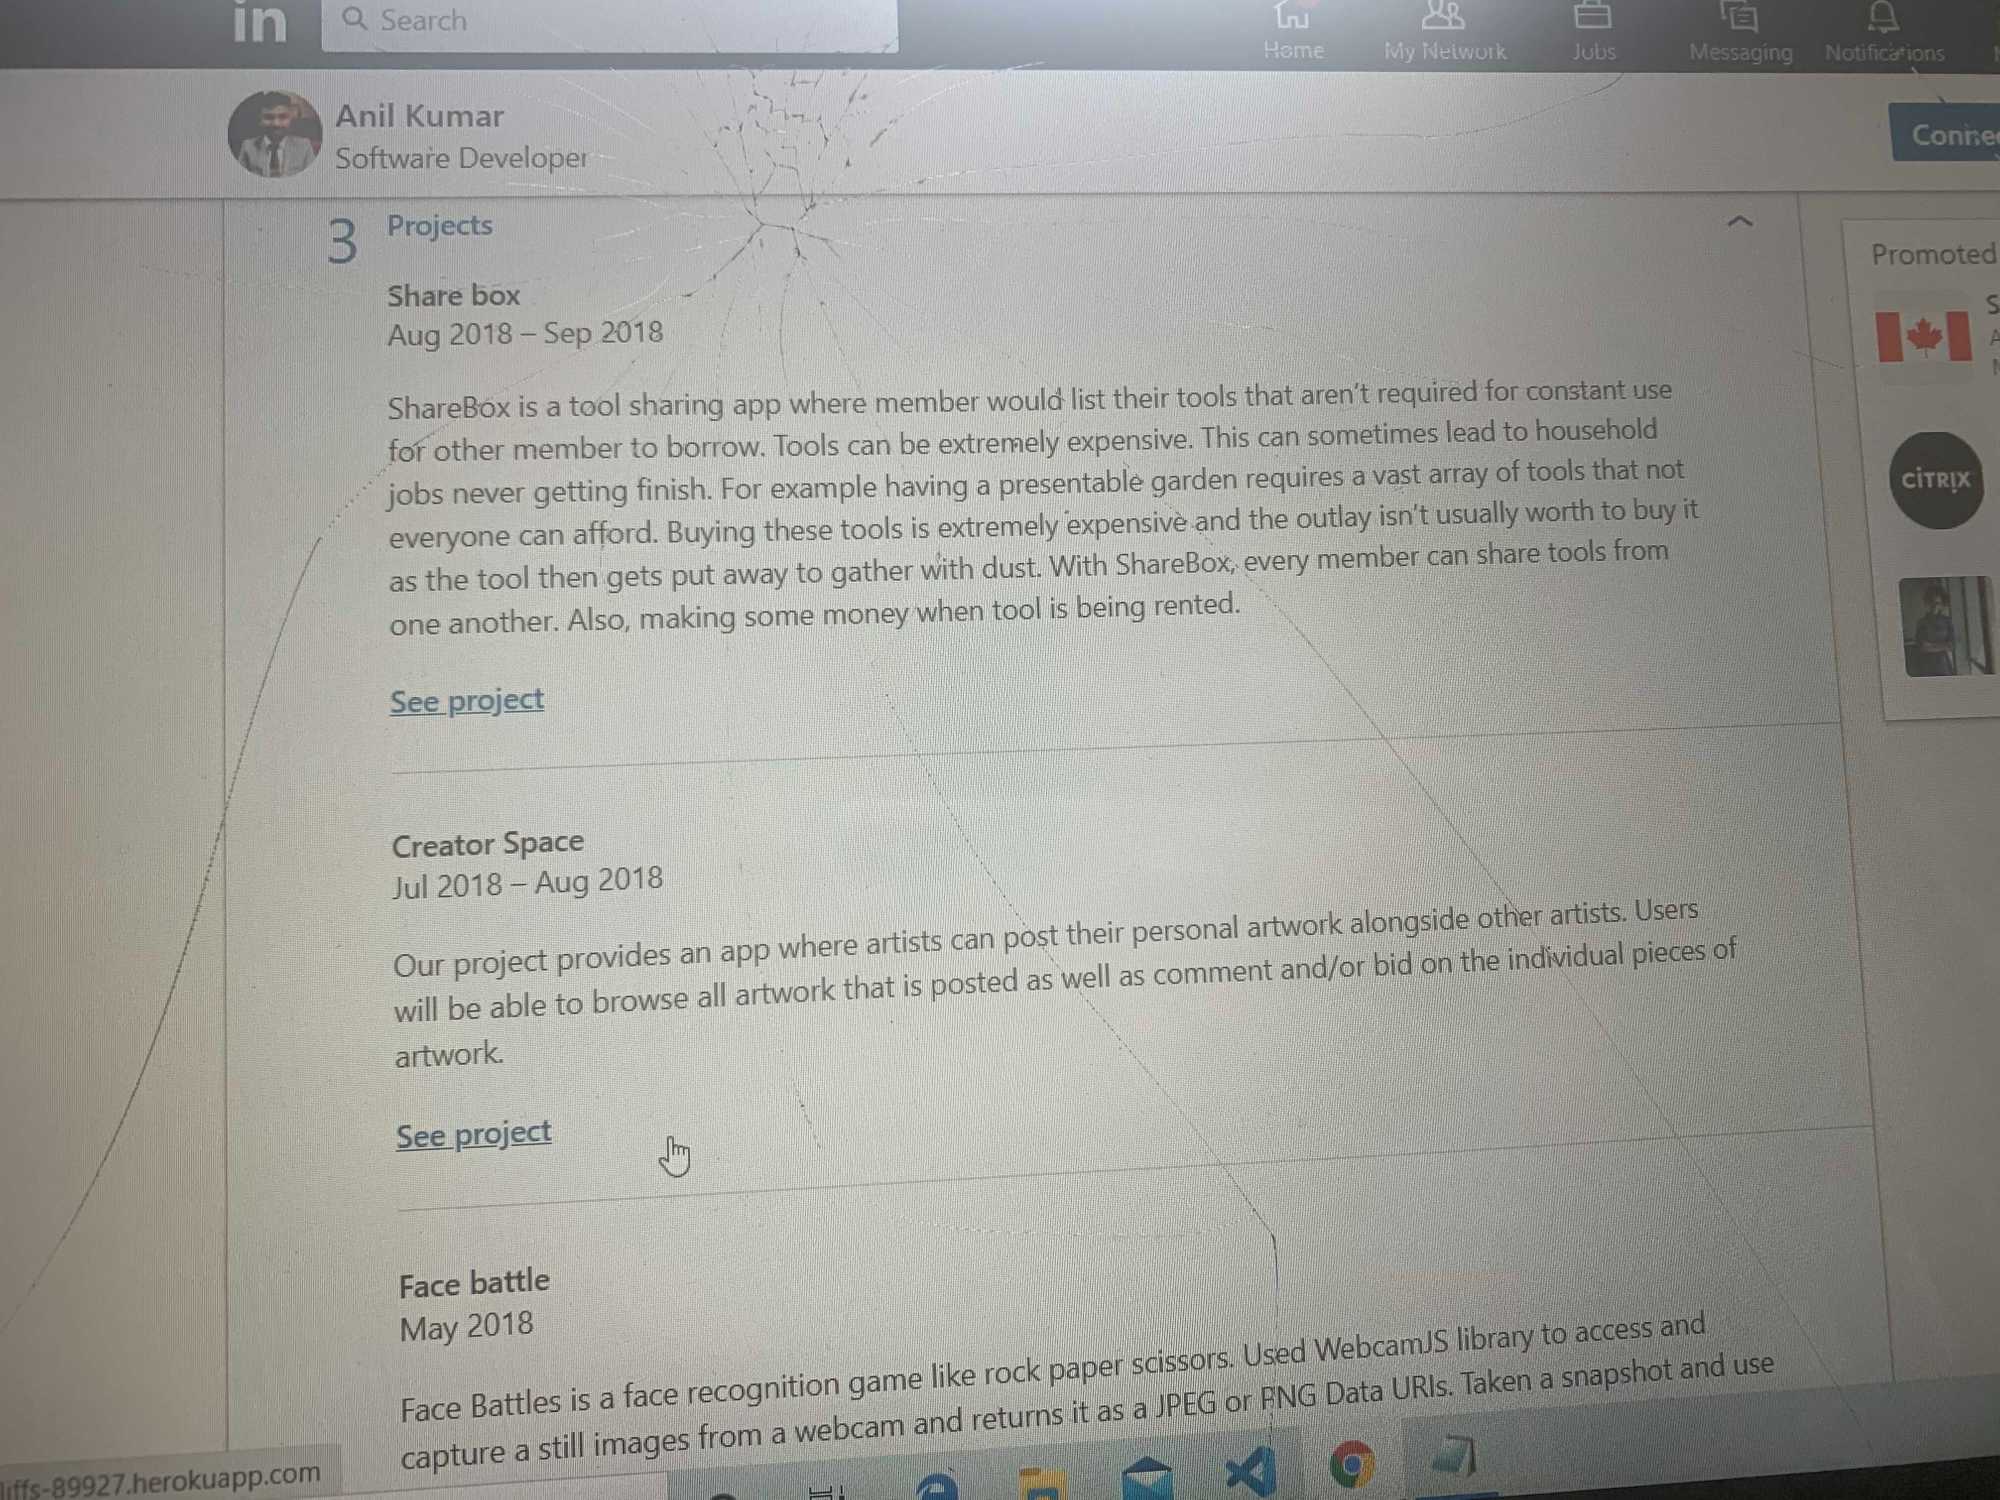 in
Search
Home
My Network
Jobs
Messaging
Notifications
Anil Kumar
Software Developer
3 Projects
Promoted
Share box
Aug 2018 – Sep 2018
ShareBox is a tool sharing app where member would list their tools that aren't required for constant use
for other member to borrow. Tools can be extremely expensive. This can sometimes lead to household
jobs never getting finish. For example having a presentable garden requires a vast array of tools that not
everyone can afford. Buying these tools is extremely expensive and the outlay isn't usually worth to buy it
as the tool then gets put away to gather with dust. With ShareBox, every member can share tools from
one another. Also, making some money when tool is being rented.
CİTRIX
See project
Creator Space
Jul 2018 – Aug 2018
Our project provides an app where artists can post their personal artwork alongside other artists. Users
will be able to browse all artwork that is posted as well as comment and/or bid on the individual pieces of
artwork.
See project
Face battle
May 2018
Face Battles is a face recognition game like rock paper scissors. Used WebcamJS library to access and
capture a still images from a webcam and returns it as a JPEG or PNG Data URIs. Taken a snapshot and use
liffs-89927.herokuapp.com